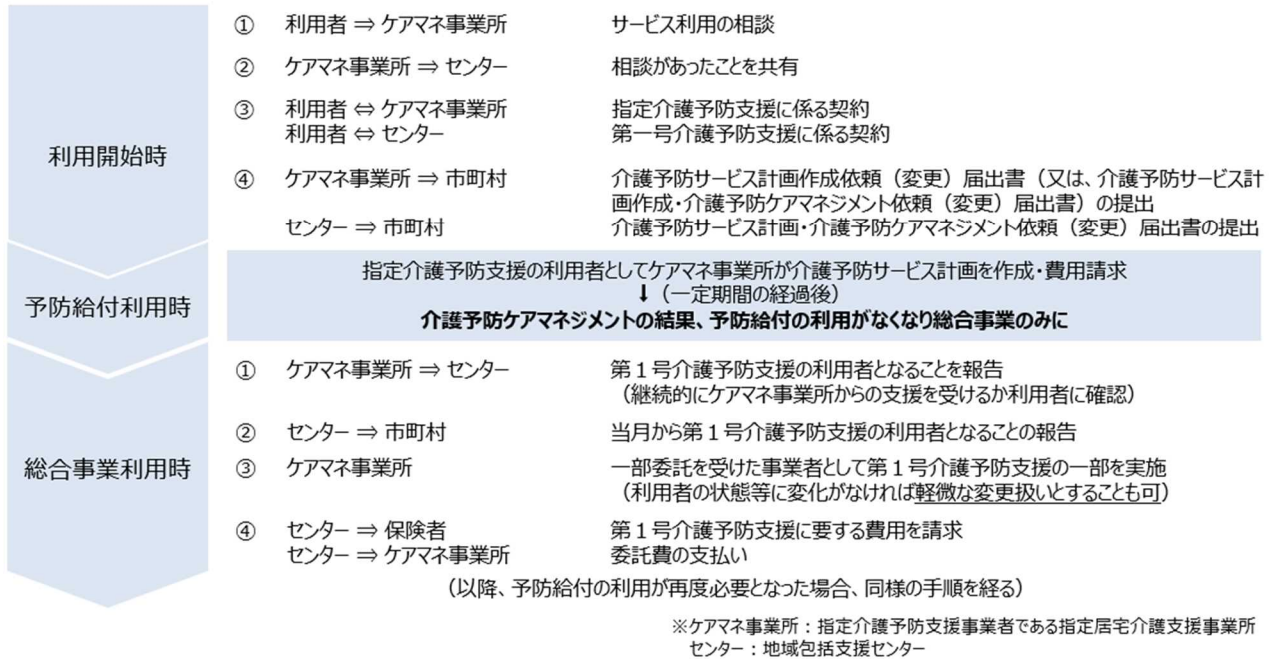 利用開始時
① 利用者 ⇒ ケアマネ事業所 サービス利用の相談
② ケアマネ事業所 ⇒ センター 相談があったことを共有
③ 利用者 ⇔ ケアマネ事業所 指定介護予防支援に係る契約
利用者 ⇔ センター 第一号介護予防支援に係る契約
④ ケアマネ事業所 ⇒ 市町村 介護予防サービス計画作成依頼（変更）届出書（又は、介護予防サービス計
画作成・介護予防ケアマネジメント依頼（変更）届出書）の提出
センター ⇒ 市町村 介護予防サービス計画・介護予防ケアマネジメント依頼（変更）届出書の提出
予防給付利用時
指定介護予防支援の利用者としてケアマネ事業所が介護予防サービス計画を作成・費用請求
↓（一定期間の経過後）
介護予防ケアマネジメントの結果、予防給付の利用がなくなり総合事業のみに
総合事業利用時
① ケアマネ事業所 ⇒ センター 第１号介護予防支援の利用者となることを報告
（継続的にケアマネ事業所からの支援を受けるか利用者に確認）
② センター ⇒ 市町村 当月から第１号介護予防支援の利用者となることの報告
③ ケアマネ事業所 一部委託を受けた事業者として第１号介護予防支援の一部を実施
（利用者の状態等に変化がなければ軽微な変更扱いとすることも可）
④ センター ⇒ 保険者 第１号介護予防支援に要する費用を請求
センター ⇒ ケアマネ事業所 委託費の支払い
（以降、予防給付の利用が再度必要となった場合、同様の手順を経る）
※ケアマネ事業所：指定介護予防支援事業者である指定居宅介護支援事業所
センター：地域包括支援センター